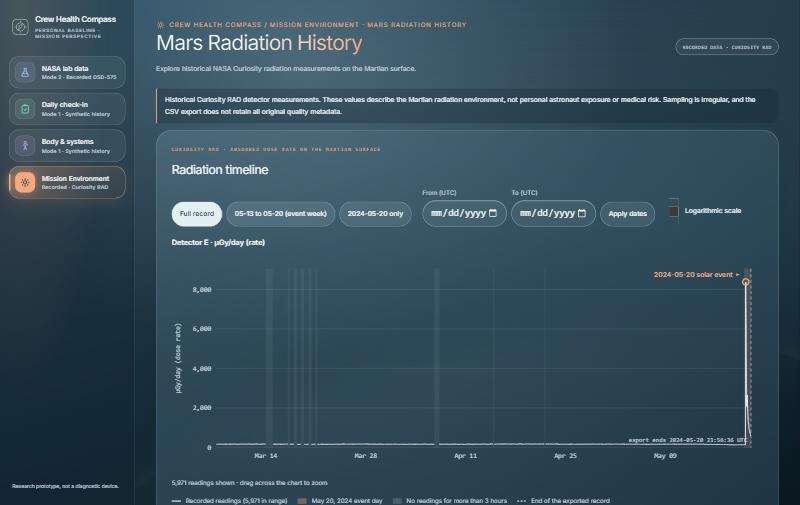 Crew Health Compass
PERSONAL BASELINE ·
MISSION PERSPECTIVE
NASA lab data
Mode 2 · Recorded OSD-575
Daily check-in
Mode 1 · Synthetic history
Body & systems
Mode 1 · Synthetic history
Mission Environment
Recorded · Curiosity RAD
Research prototype, not a diagnostic device.
CREW HEALTH COMPASS / MISSION ENVIRONMENT · MARS RADIATION HISTORY
Mars Radiation History
RECORDED DATA · CURIOSITY RAD
Explore historical NASA Curiosity radiation measurements on the Martian surface.
Historical Curiosity RAD detector measurements. These values describe the Martian radiation environment, not personal astronaut exposure or medical risk. Sampling is irregular, and the
CSV export does not retain all original quality metadata.
CURIOSITY RAD · ABSORBED DOSE RATE ON THE MARTIAN SURFACE
Radiation timeline
From (UTC)
To (UTC)
Full record
05-13 to 05-20 (event week)
2024-05-20 only
mm/dd/yyyy
mm/dd/yyyy
Apply dates
Logarithmic scale
Detector E · µGy/day (rate)
2024-05-20 solar event ►
8,000
6,000
4,000
2,000
0
µGy/day (dose rate)
export ends 2024-05-20 23:56:36 UTC
Mar 14
Mar 28
Apr 11
Apr 25
May 09
5,971 readings shown · drag across the chart to zoom
Recorded readings (5,971 in range)
May 20, 2024 event day
No readings for more than 3 hours
End of the exported record